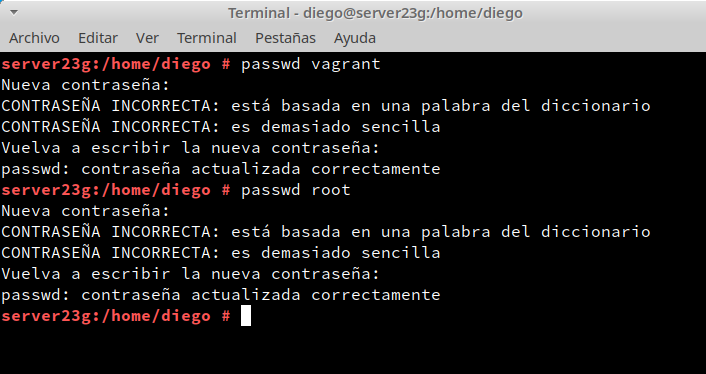 Terminal - diego@server23g:/home/diego
Archivo Editar Ver Terminal Pestañas Ayuda
server23g:/home/diego # passwd vagrant
Nueva contraseña:
CONTRASEÑA INCORRECTA: está basada en una palabra del diccionario
CONTRASEÑA INCORRECTA: es demasiado sencilla
Vuelva a escribir la nueva contraseña:
passwd: contraseña actualizada correctamente
server23g:/home/diego # passwd root
Nueva contraseña:
CONTRASEÑA INCORRECTA: está basada en una palabra del diccionario
CONTRASEÑA INCORRECTA: es demasiado sencilla
Vuelva a escribir la nueva contraseña:
passwd: contraseña actualizada correctamente
server23g:/home/diego #